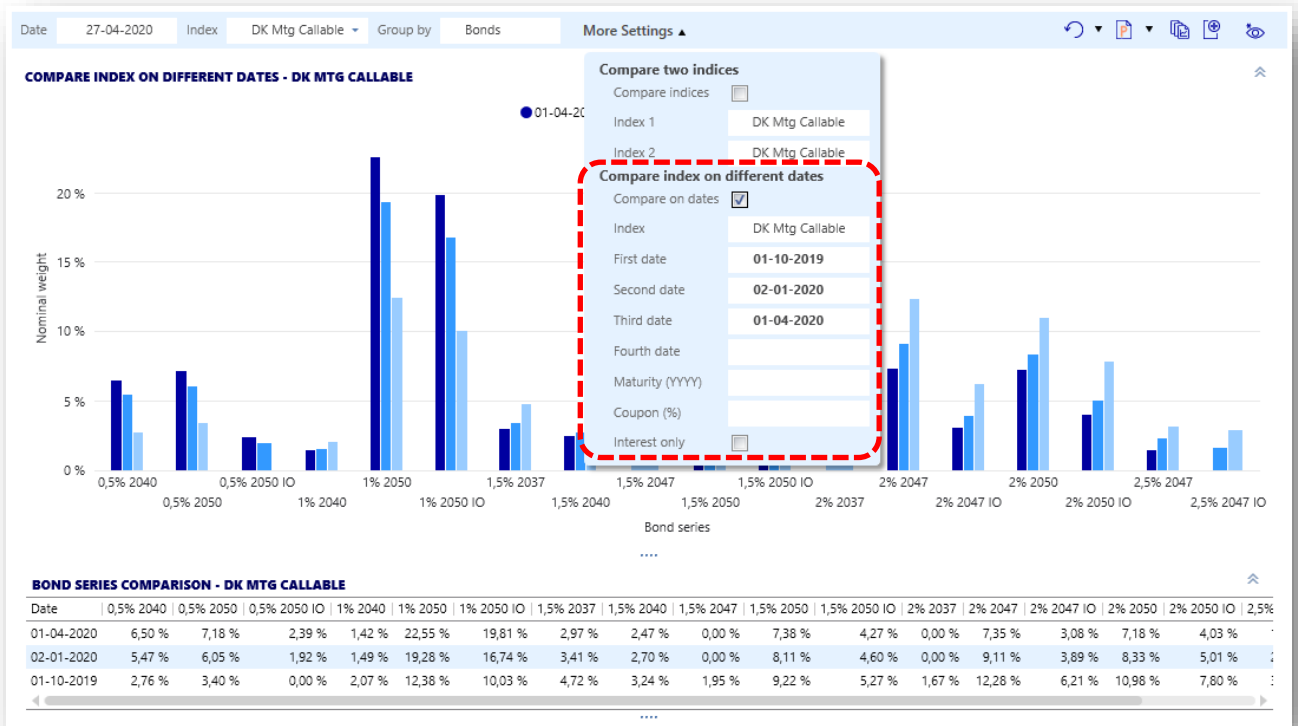 Date 27-04-2020 Index DK Mtg Callable Group by Bonds More Settings ▲
COMPARE INDEX ON DIFFERENT DATES - DK MTG CALLABLE
01-04-20
Compare two indices
Compare indices
Index 1 DK Mtg Callable
Index 2 DK Mtg Callable
Compare index on different dates
Compare on dates
Index DK Mtg Callable
First date 01-10-2019
Second date 02-01-2020
Third date 01-04-2020
Fourth date
Maturity (YYYY)
Coupon (%)
Interest only
Nominal weight
20 %
15 %
10 %
5 %
0 %
0,5% 2040 0,5% 2050 IO 1% 2050 1,5% 2037 1,5% 2047 1,5% 2050 IO 2% 2047 2% 2050 2,5% 2047
0,5% 2050 1% 2040 1% 2050 IO 1,5% 2040 1,5% 2050 2% 2037 2% 2047 IO 2% 2050 IO 2,5% 2047 IO
Bond series
BOND SERIES COMPARISON - DK MTG CALLABLE
Date 0,5% 2040 0,5% 2050 0,5% 2050 IO 1% 2040 1% 2050 1% 2050 IO 1,5% 2037 1,5% 2040 1,5% 2047 1,5% 2050 1,5% 2050 IO 2% 2037 2% 2047 2% 2047 IO 2% 2050 2% 2050 IO 2,5%
01-04-2020 6,50 % 7,18 % 2,39 % 1,42 % 22,55 % 19,81 % 2,97 % 2,47 % 0,00 % 7,38 % 4,27 % 0,00 % 7,35 % 3,08 % 7,18 % 4,03 %
02-01-2020 5,47 % 6,05 % 1,92 % 1,49 % 19,28 % 16,74 % 3,41 % 2,70 % 0,00 % 8,11 % 4,60 % 0,00 % 9,11 % 3,89 % 8,33 % 5,01 %
01-10-2019 2,76 % 3,40 % 0,00 % 2,07 % 12,38 % 10,03 % 4,72 % 3,24 % 1,95 % 9,22 % 5,27 % 1,67 % 12,28 % 6,21 % 10,98 % 7,80 %